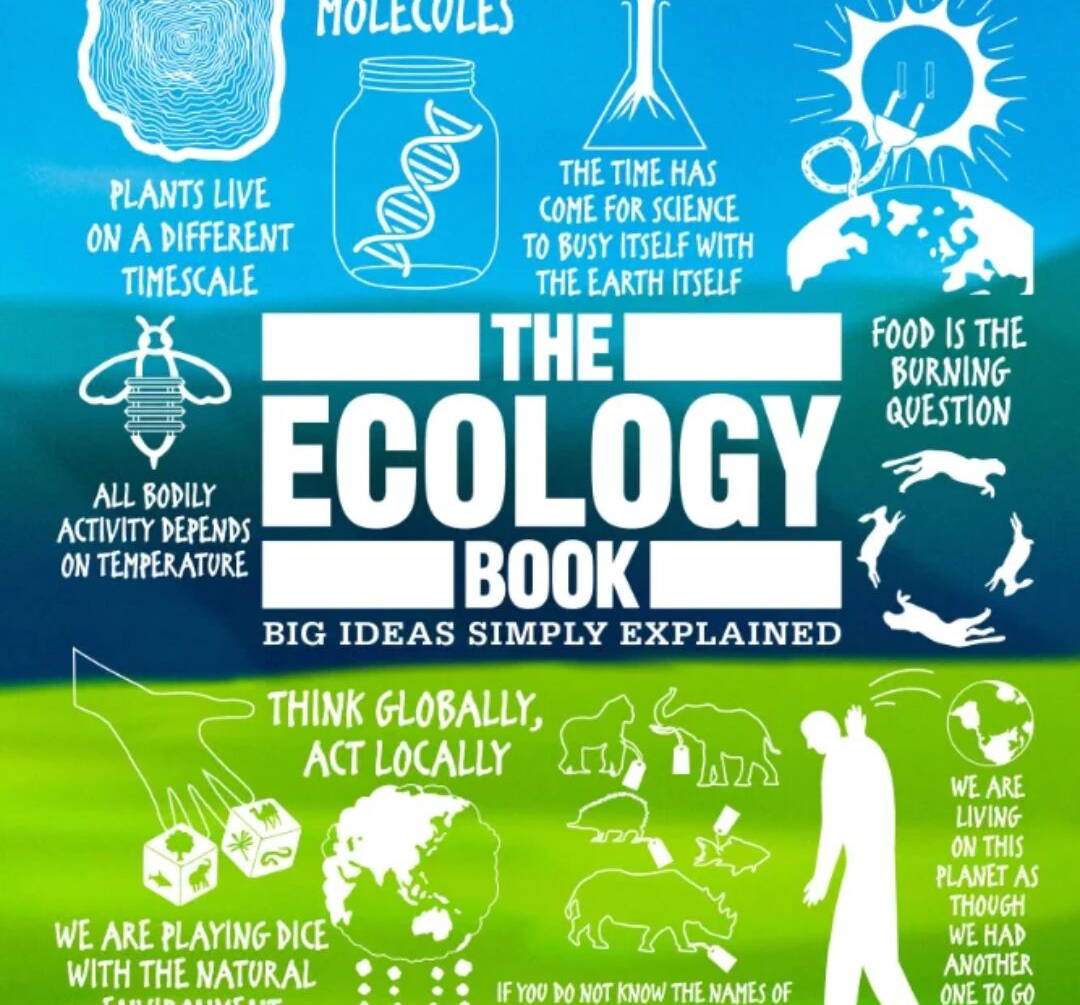 MOLECULES
PLANTS LIVE
ON A DIFFERENT
TIMESCALE
THE TIME HAS
COME FOR SCIENCE
TO BUSY ITSELF WITH
THE EARTH ITSELF
THE
ECOLOGY
BOOK
BIG IDEAS SIMPLY EXPLAINED
FOOD IS THE
BURNING
QUESTION
ALL BODILY
ACTIVITY DEPENDS
ON TEMPERATURE
THINK GLOBALLY,
ACT LOCALLY
WE ARE PLAYING DICE
WITH THE NATURAL
ENVIRONMENT
IF YOU DO NOT KNOW THE NAMES OF
WE ARE
LIVING
ON THIS
PLANET AS
THOUGH
WE HAD
ANOTHER
ONE TO GO